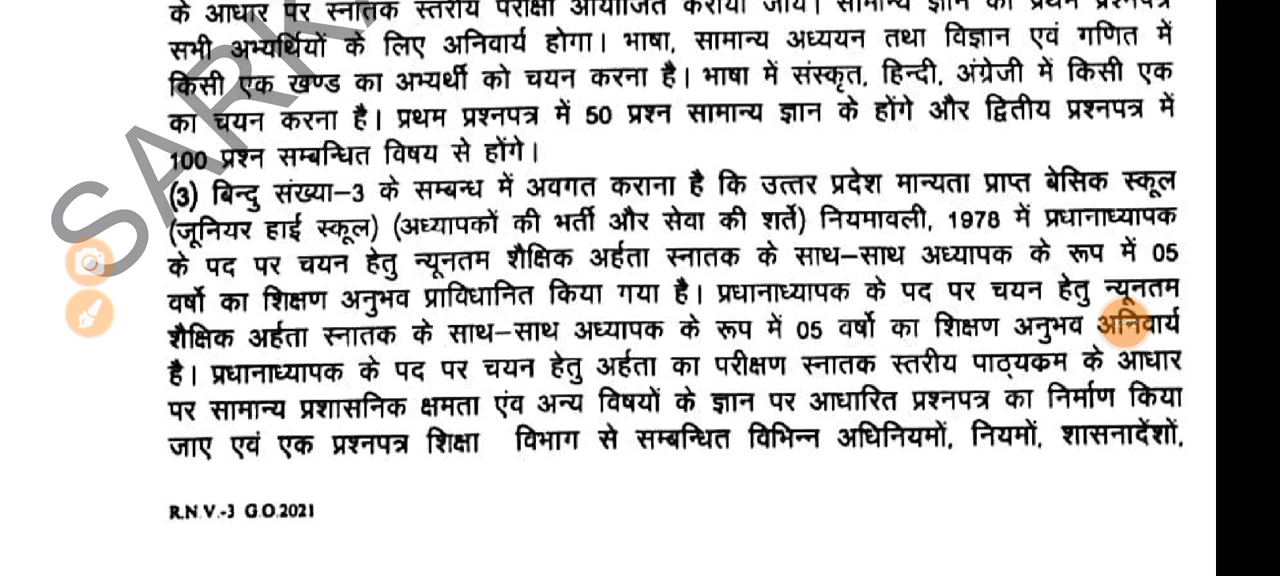 के आधार पर स्नातक स्तरीय परीक्षा आयोजित करायी जाय। सामान्य ज्ञान का प्रथम प्रश्नपत्र
सभी अभ्यर्थियों के लिए अनिवार्य होगा। भाषा, सामान्य अध्ययन तथा विज्ञान एवं गणित में
किसी एक खण्ड का अभ्यर्थी को चयन करना है। भाषा में संस्कृत, हिन्दी, अंग्रेजी में किसी एक
का चयन करना है। प्रथम प्रश्नपत्र में 50 प्रश्न सामान्य ज्ञान के होंगे और द्वितीय प्रश्नपत्र में
100 प्रश्न सम्बन्धित विषय से होंगे।
(3) बिन्दु संख्या–3 के सम्बन्ध में अवगत कराना है कि उत्तर प्रदेश मान्यता प्राप्त बेसिक स्कूल
(जूनियर हाई स्कूल) (अध्यापकों की भर्ती और सेवा की शर्ते) नियमावली, 1978 में प्रधानाध्यापक
के पद पर चयन हेतु न्यूनतम शैक्षिक अर्हता स्नातक के साथ–साथ अध्यापक के रूप में 05
वर्षो का शिक्षण अनुभव प्राविधानित किया गया है। प्रधानाध्यापक के पद पर चयन हेतु न्यूनतम
शैक्षिक अर्हता स्नातक के साथ–साथ अध्यापक के रूप में 05 वर्षो का शिक्षण अनुभव अनिवार्य
है। प्रधानाध्यापक के पद पर चयन हेतु अर्हता का परीक्षण स्नातक स्तरीय पाठ्यकम के आधार
पर सामान्य प्रशासनिक क्षमता एंव अन्य विषयों के ज्ञान पर आधारित प्रश्नपत्र का निर्माण किया
जाए एवं एक प्रश्नपत्र शिक्षा विभाग से सम्बन्धित विभिन्न अधिनियमों, नियमों, शासनादेशों,
R.N.V.-3 G.O.2021
SARK